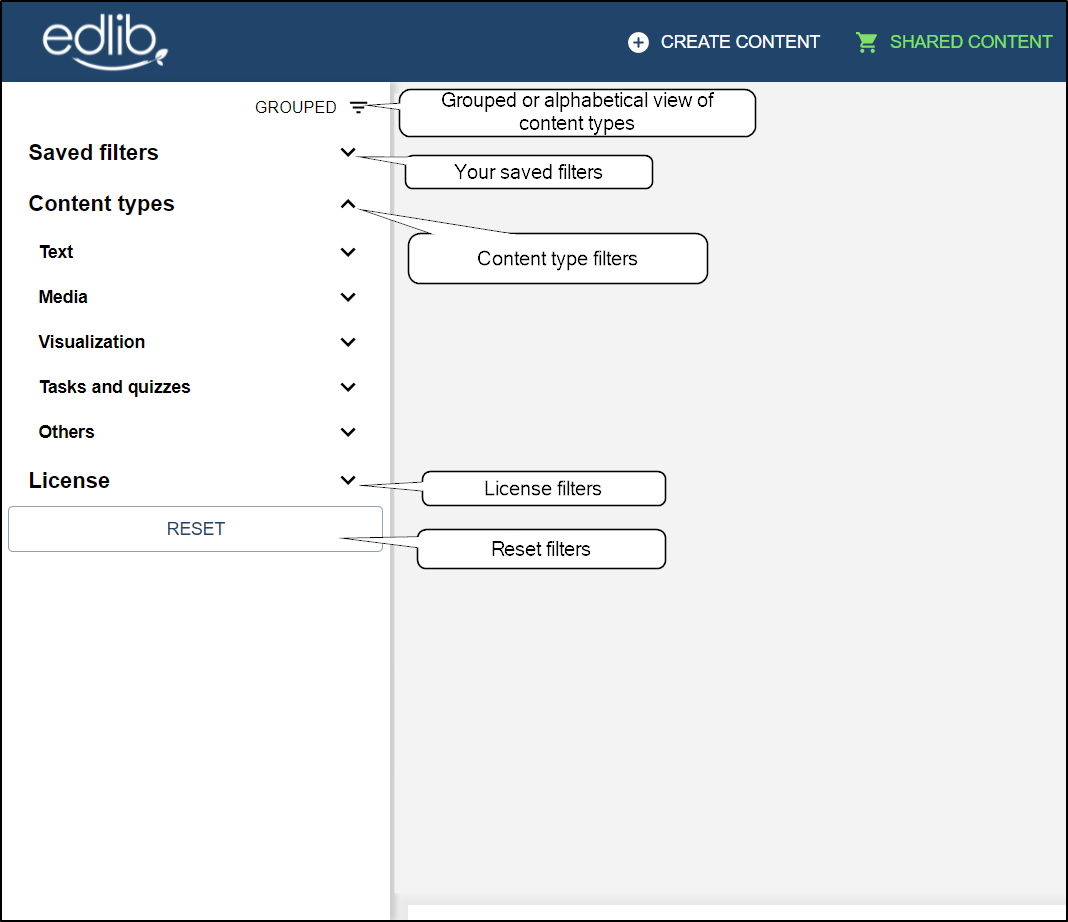 edlib
CREATE CONTENT
SHARED CONTENT
GROUPED
Grouped or alphabetical view of
content types
Saved filters
Your saved filters
Content types
Content type filters
Text
Media
Visualization
Tasks and quizzes
Others
License
License filters
RESET
Reset filters